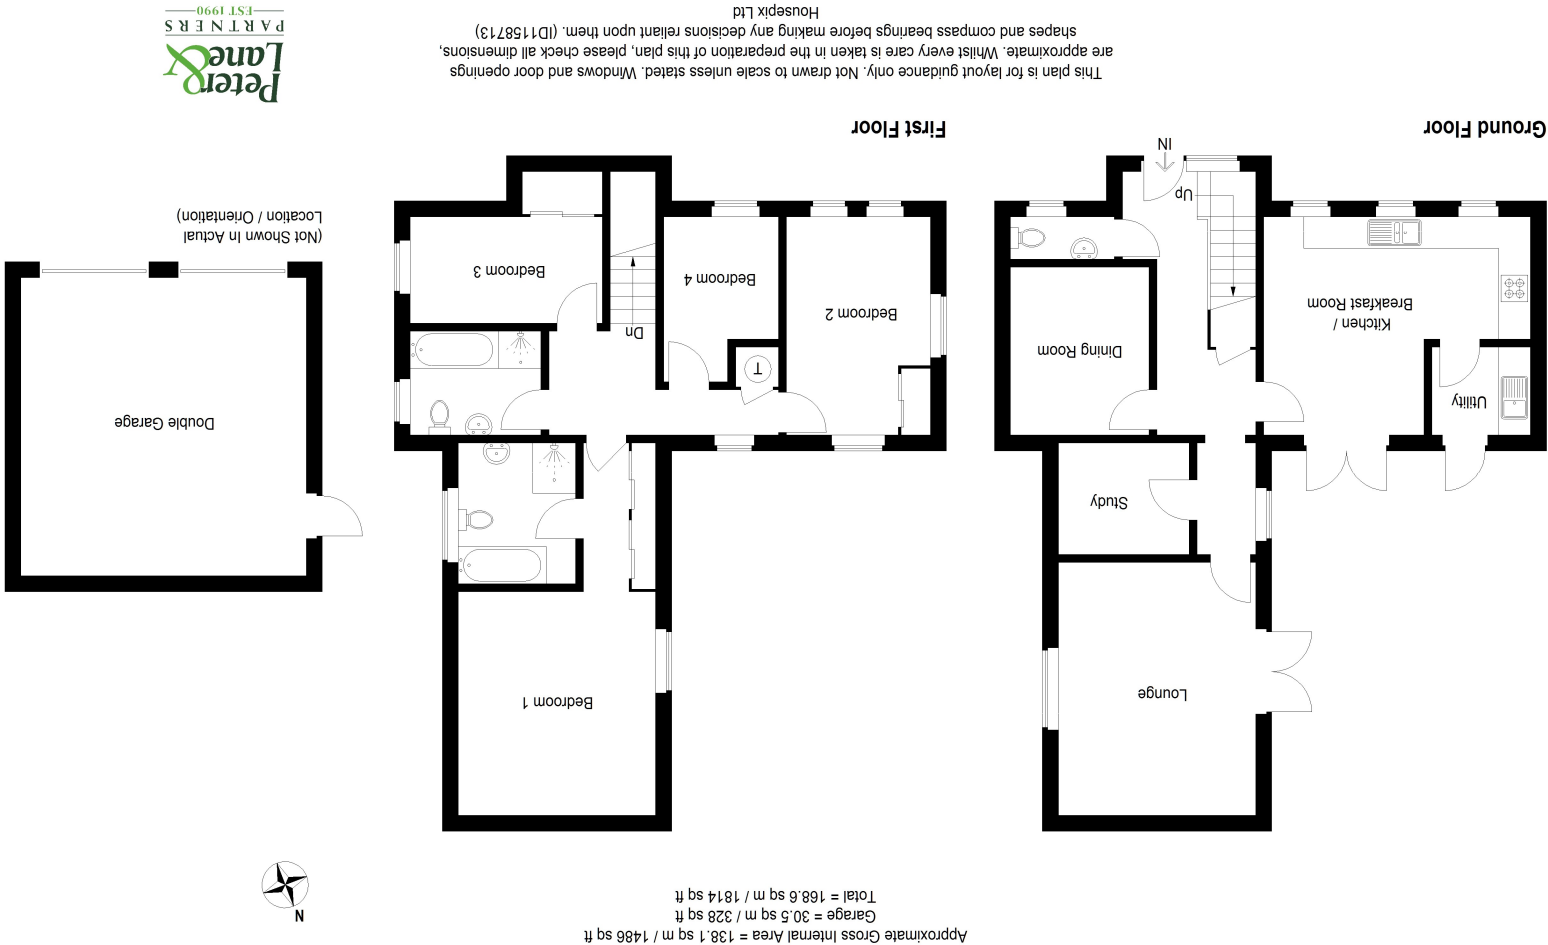 Approximate Gross Internal Area = 138.1 sq m / 1486 sq ft
Garage = 30.5 sq m / 328 sq ft
Total = 168.6 sq m / 1814 sq ft
N
Lounge
Study
Utility
Kitchen /
Breakfast Room
Dining Room
Up
IN
Ground Floor
Bedroom 1
Bedroom 2
T
Bedroom 4
Dn
Bedroom 3
First Floor
Double Garage
(Not Shown In Actual
Location / Orientation)
This plan is for layout guidance only. Not drawn to scale unless stated. Windows and door openings
are approximate. Whilst every care is taken in the preparation of this plan, please check all dimensions,
shapes and compass bearings before making any decisions reliant upon them. (ID1158713)
Housepix Ltd
Peter
Lane &
PARTNERS
EST 1990